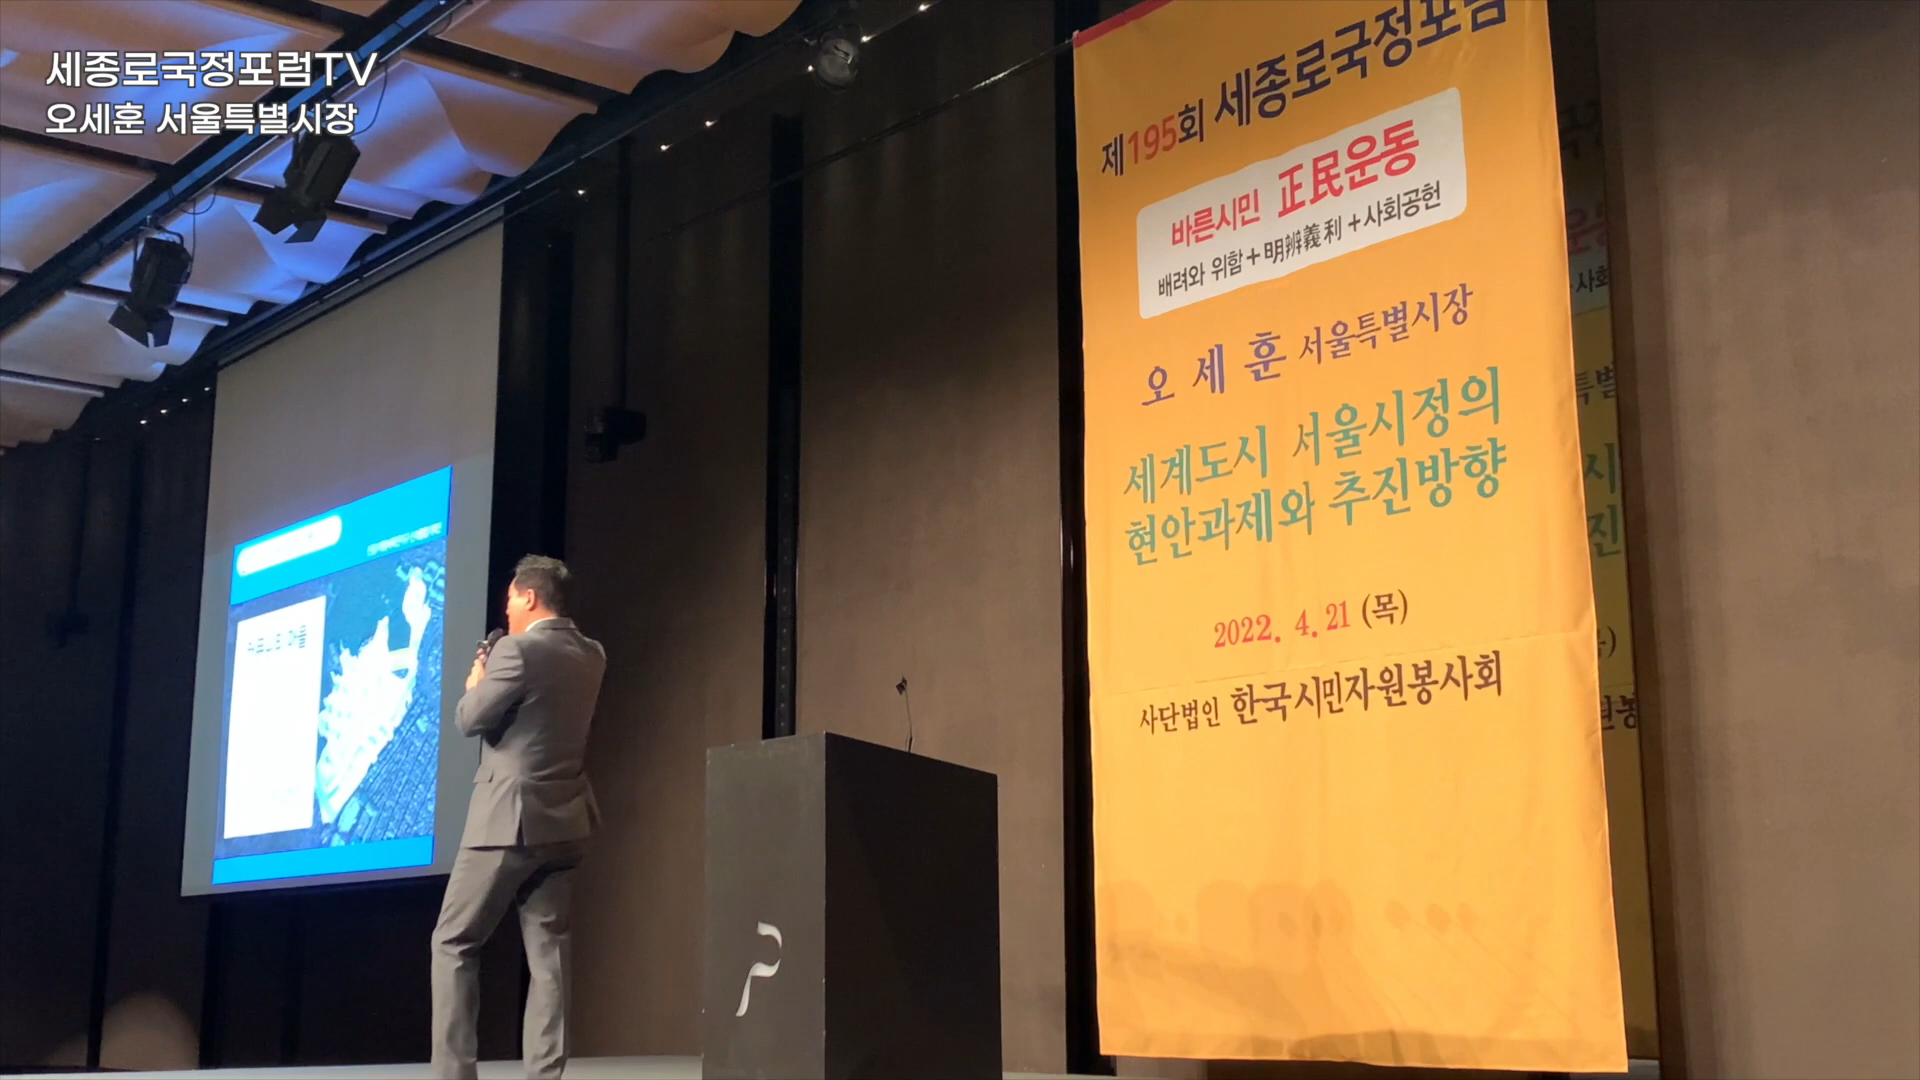 세종로국정포럼TV
오세훈 서울특별시장
제195회 세종로국정포럼
바른시민 正民운동
배려와 위함+明辨義利+사회공헌
오세훈 서울특별시장
세계도시 서울시정의
현안과제와 추진방향
2022. 4. 21 (목)
사단법인 한국시민자원봉사회